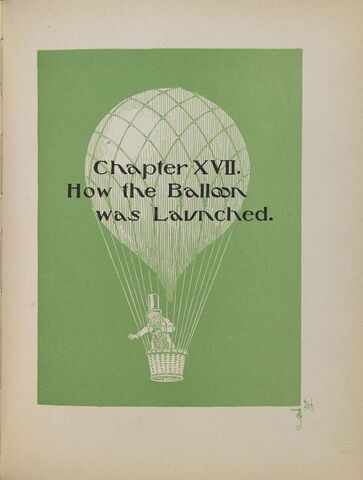 Chapter XVII.
How the Balloon
was Launched.